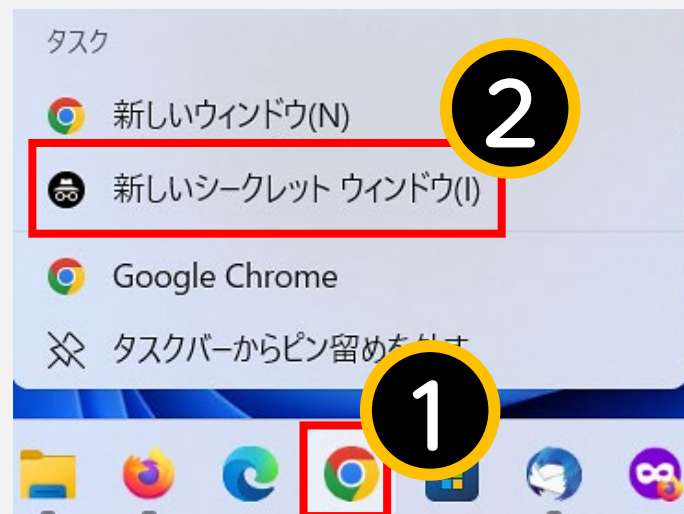 タスク
新しいウィンドウ(N)
2
新しいシークレット ウィンドウ(I)
Google Chrome
タスクバーからピン留めを外す
1